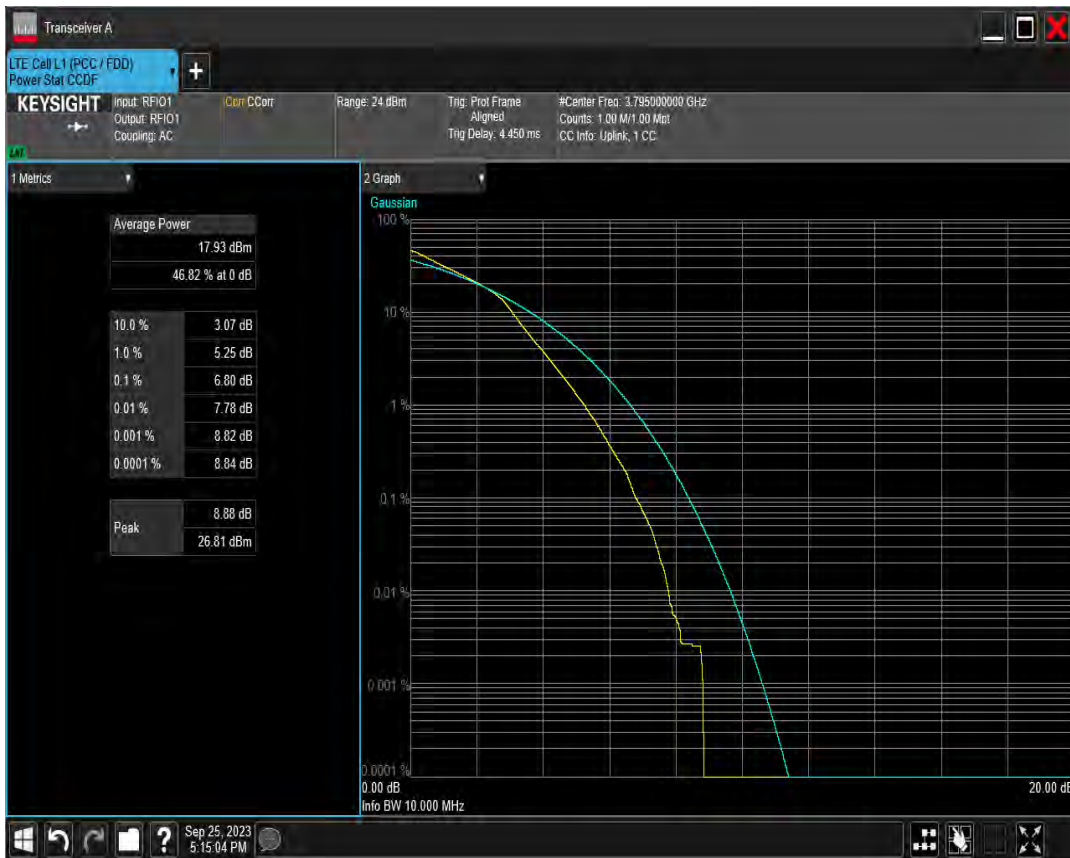 Transceiver A
LTE Cell L1 (PCC / FDD)
Power Stat CCDF
KEYSIGHT
Input: RFIO1
Output: RFIO1
Coupling: AC
Corr CCorr
Range: 24 dBm
Trig: Prot Frame
Aligned
Trig Delay: 4.450 ms
#Center Freq: 3.795000000 GHz
Counts: 1.00 M/1.00 Mpt
CC Info: Uplink, 1 CC
LXI
1 Metrics
Average Power
17.93 dBm
46.82 % at 0 dB
10.0 % 3.07 dB
1.0 % 5.25 dB
0.1 % 6.80 dB
0.01 % 7.78 dB
0.001 % 8.82 dB
0.0001 % 8.84 dB
Peak
8.88 dB
26.81 dBm
2 Graph
Gaussian
100 %
10 %
1 %
0.1 %
0.01 %
0.001 %
0.0001 %
0.00 dB
20.00 dB
Info BW 10.000 MHz
Sep 25, 2023
5:15:04 PM